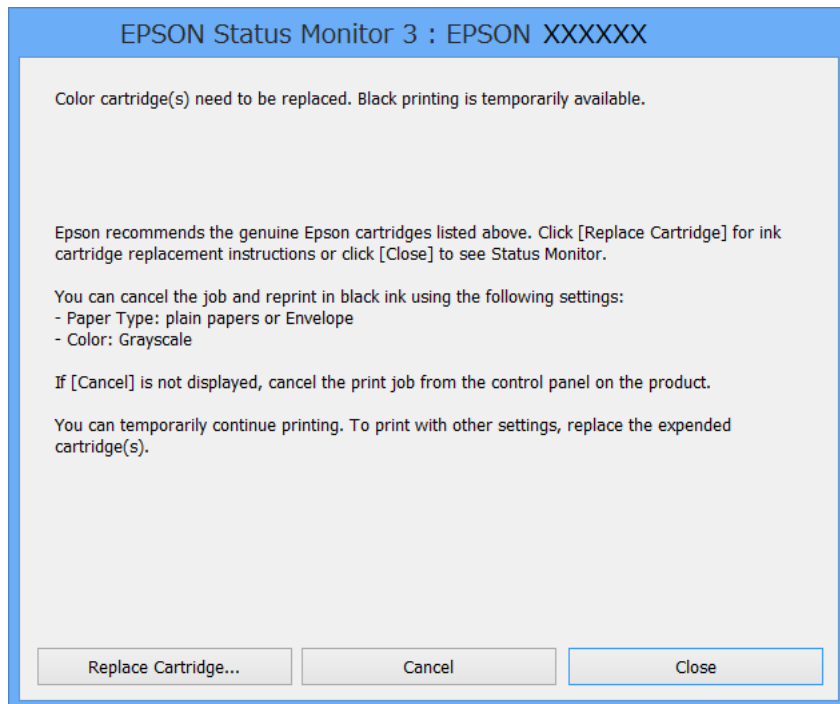 EPSON Status Monitor 3 : EPSON XXXXXX
Color cartridge(s) need to be replaced. Black printing is temporarily available.
Epson recommends the genuine Epson cartridges listed above. Click [Replace Cartridge] for ink
cartridge replacement instructions or click [Close] to see Status Monitor.
You can cancel the job and reprint in black ink using the following settings:
- Paper Type: plain papers or Envelope
- Color: Grayscale
If [Cancel] is not displayed, cancel the print job from the control panel on the product.
You can temporarily continue printing. To print with other settings, replace the expended
cartridge(s).
Replace Cartridge...
Cancel
Close